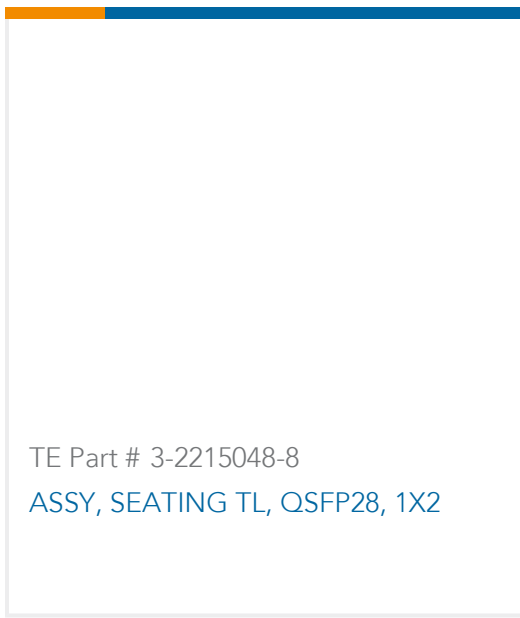 TE Part # 3-2215048-8
ASSY, SEATING TL, QSFP28, 1X2